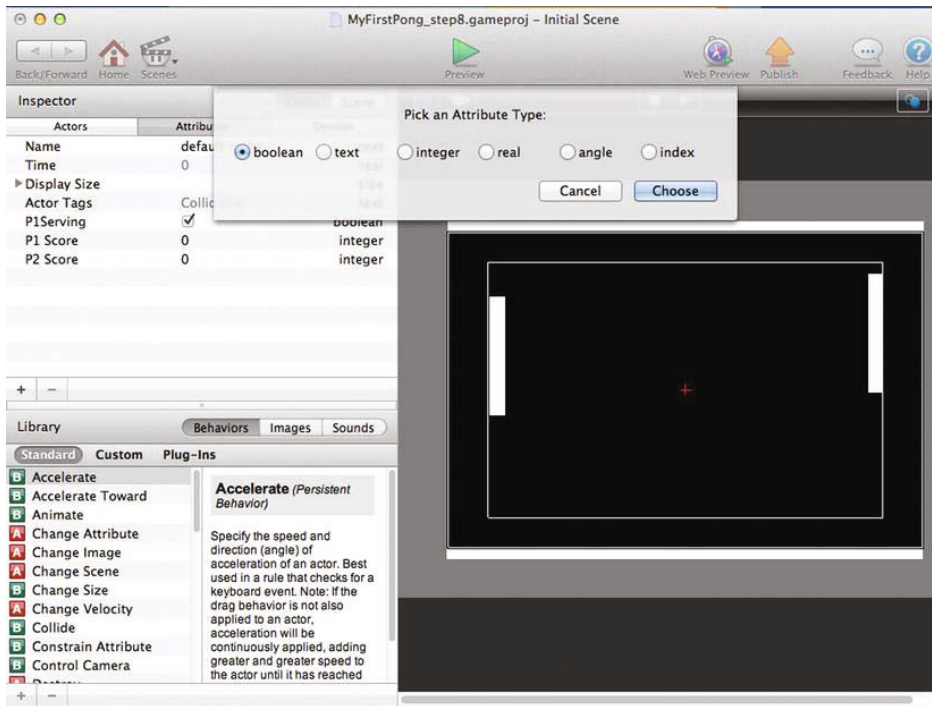 MyFirstPong_step8.gameproj – Initial Scene
Back/Forward Home Scenes Preview Web Preview Publish Feedback Help
Inspector Scene
Pick an Attribute Type:
Actors
Name
Time 0
Display Size
Actor Tags
P1Serving boolean
P1 Score 0 integer
P2 Score 0 integer
boolean text integer real angle index
Cancel Choose
+ −
Library Behaviors Images Sounds
Standard Custom Plug-Ins
B Accelerate
B Accelerate Toward
B Animate
A Change Attribute
A Change Image
A Change Scene
B Change Size
A Change Velocity
B Collide
B Constrain Attribute
B Control Camera
Accelerate (Persistent
Behavior)
Specify the speed and
direction (angle) of
acceleration of an actor. Best
used in a rule that checks for a
keyboard event. Note: If the
drag behavior is not also
applied to an actor,
acceleration will be
continuously applied, adding
greater and greater speed to
the actor until it has reached
+ −